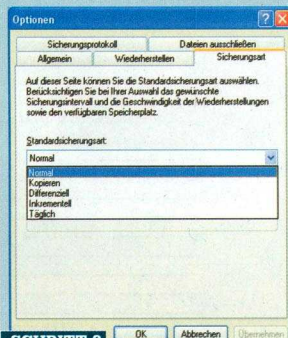 Optionen
Sicherungsprotokoll Dateien ausschließen
Allgemein Wiederherstellen Sicherungsart
Auf dieser Seite können Sie die Standardsicherungsart auswählen.
Berücksichtigen Sie bei Ihrer Auswahl das gewünschte
Sicherungsintervall und die Geschwindigkeit der Wiederherstellungen
sowie den verfügbaren Speicherplatz.
Standardsicherungsart:
Normal
Normal
Kopieren
Differenziell
Inkrementell
Täglich
OK Abbrechen Übernehmen